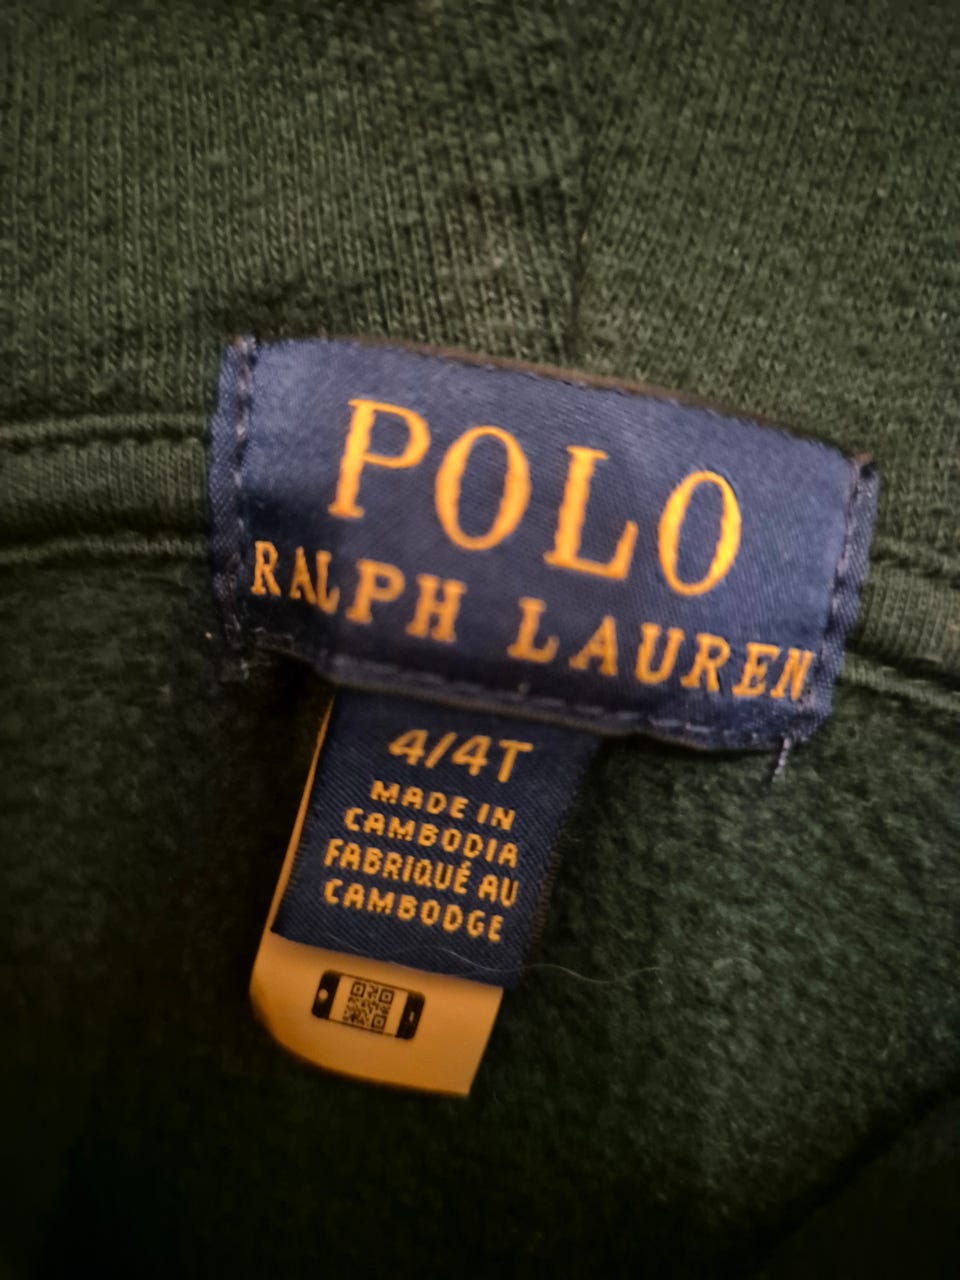 POLO
RALPH LAUREN
4/4T
MADE IN
CAMBODIA
FABRIQUÉ AU
CAMBODGE